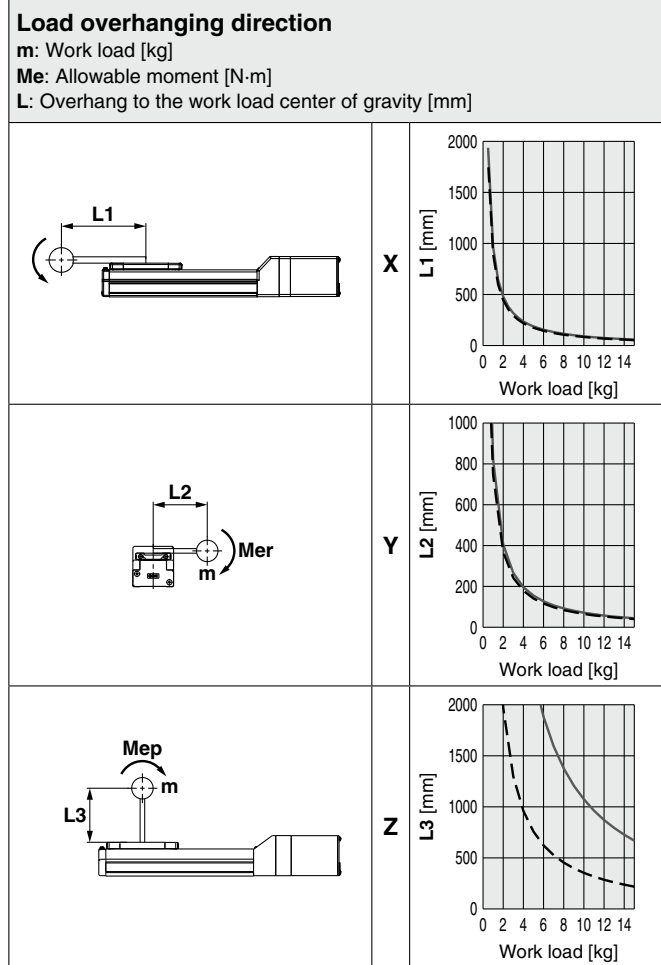 Load overhanging direction
m: Work load [kg]
Me: Allowable moment [N·m]
L: Overhang to the work load center of gravity [mm]
L1
X
L1 [mm]
2000
1500
1000
500
0
0 2 4 6 8 10 12 14
Work load [kg]
L2
Mer
m
Y
L2 [mm]
1000
800
600
400
200
0
0 2 4 6 8 10 12 14
Work load [kg]
Mep
m
L3
Z
L3 [mm]
2000
1500
1000
500
0
0 2 4 6 8 10 12 14
Work load [kg]